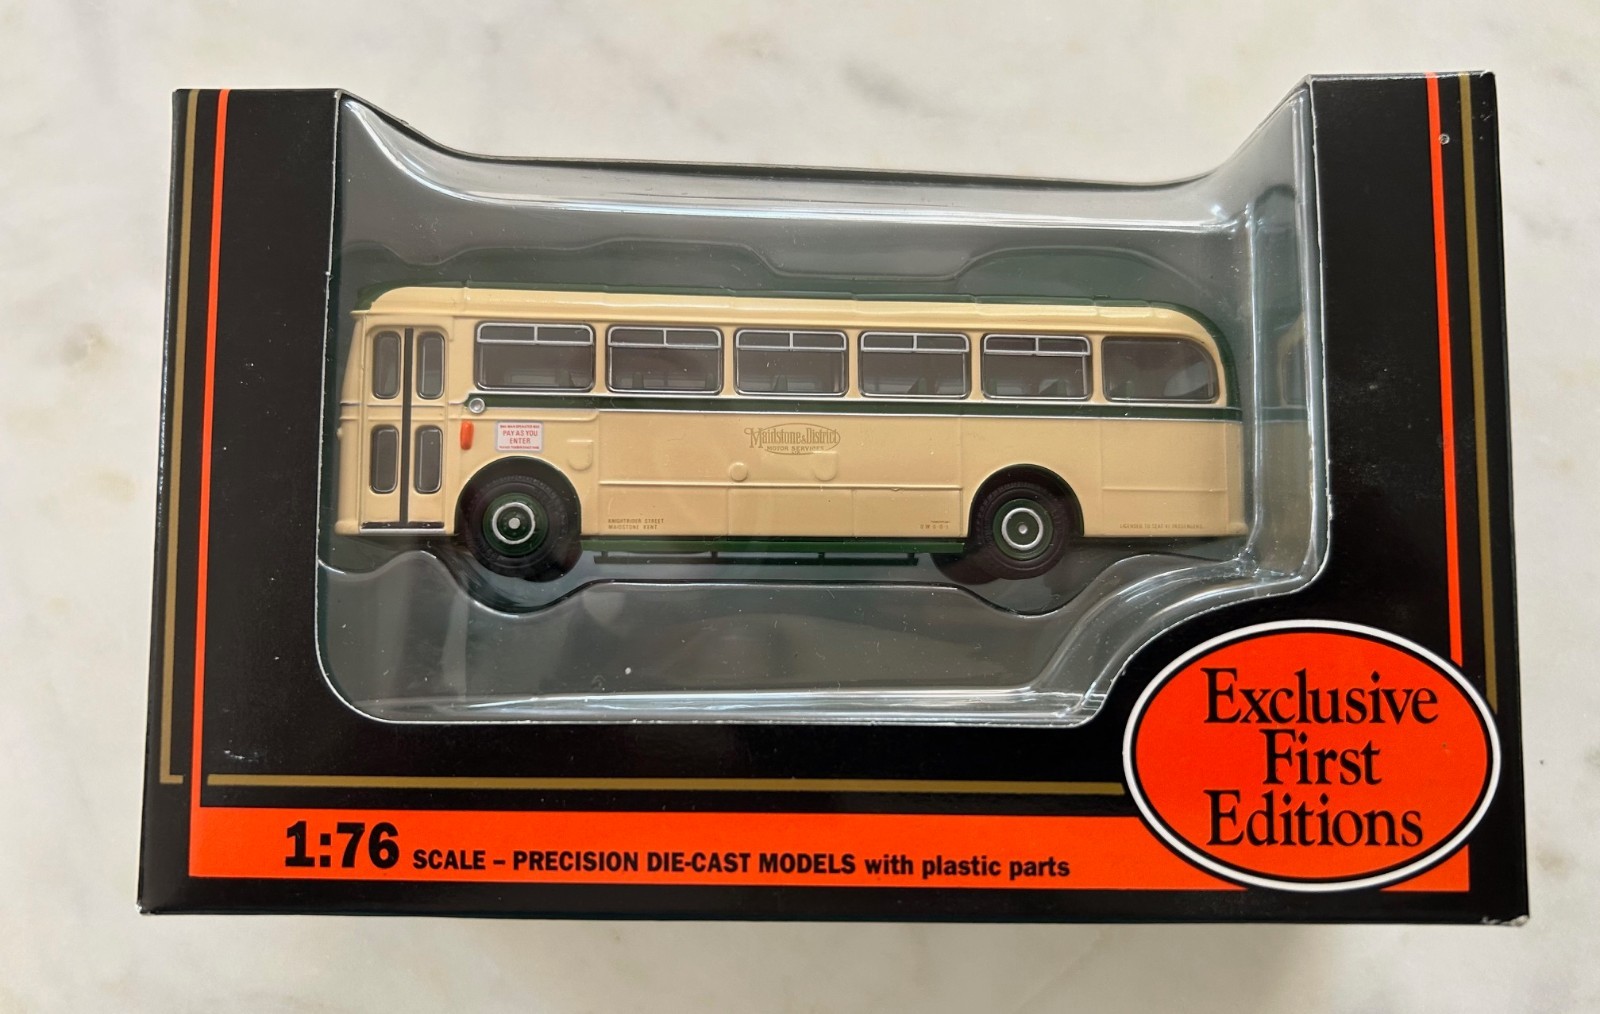 PAY AS YOU
ENTER
Maidstone & District
MOTOR SERVICES
KNIGHTRIDER STREET
MAIDSTONE KENT
Exclusive
First
Editions
1:76 SCALE – PRECISION DIE-CAST MODELS with plastic parts